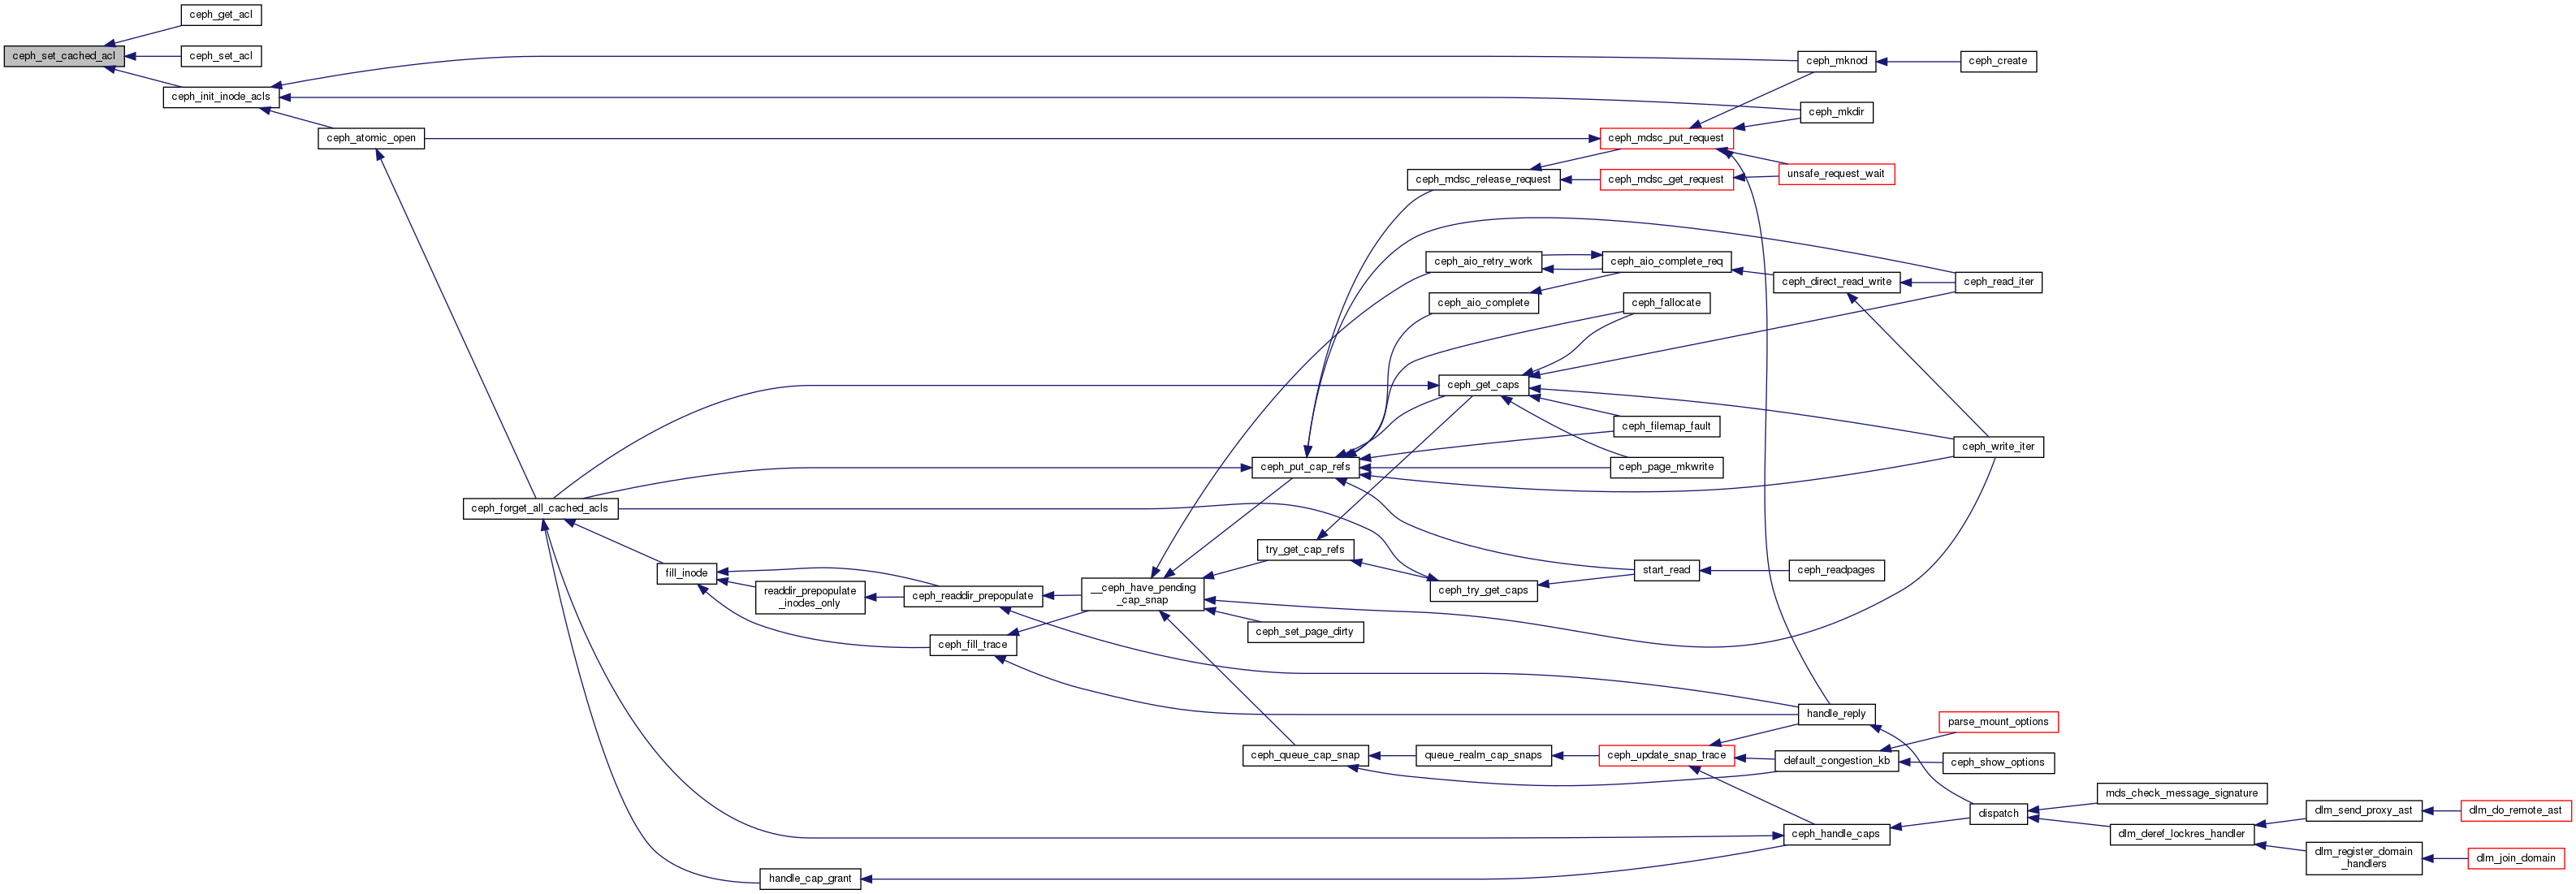 ceph_get_acl
ceph_set_cached_acl
ceph_set_acl
ceph_mknod
ceph_create
ceph_init_inode_acls
ceph_mkdir
ceph_atomic_open
ceph_mdsc_put_request
ceph_mdsc_release_request
ceph_mdsc_get_request
unsafe_request_wait
ceph_aio_retry_work
ceph_aio_complete_req
ceph_direct_read_write
ceph_read_iter
ceph_aio_complete
ceph_fallocate
ceph_get_caps
ceph_filemap_fault
ceph_write_iter
ceph_put_cap_refs
ceph_page_mkwrite
ceph_forget_all_cached_acls
try_get_cap_refs
fill_inode
start_read
ceph_readpages
readdir_prepopulate
_inodes_only
ceph_readdir_prepopulate
__ceph_have_pending
_cap_snap
ceph_try_get_caps
ceph_set_page_dirty
ceph_fill_trace
handle_reply
parse_mount_options
ceph_queue_cap_snap
queue_realm_cap_snaps
ceph_update_snap_trace
default_congestion_kb
ceph_show_options
mds_check_message_signature
dispatch
dlm_send_proxy_ast
dlm_do_remote_ast
ceph_handle_caps
dlm_deref_lockres_handler
dlm_register_domain
_handlers
dlm_join_domain
handle_cap_grant